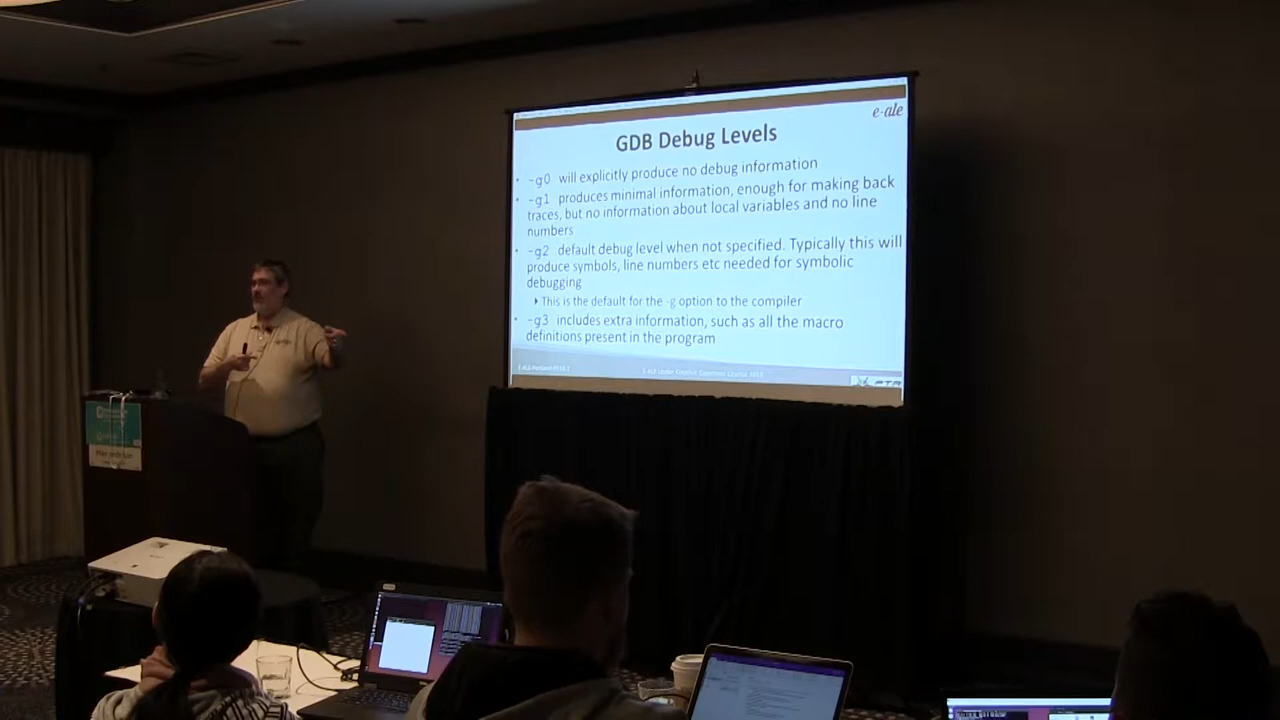 e-ale
GDB Debug Levels
-g0 will explicitly produce no debug information
-g1 produces minimal information, enough for making back
traces, but no information about local variables and no line
numbers
-g2 default debug level when not specified. Typically this will
produce symbols, line numbers etc needed for symbolic
debugging
This is the default for the -g option to the compiler
-g3 includes extra information, such as all the macro
definitions present in the program